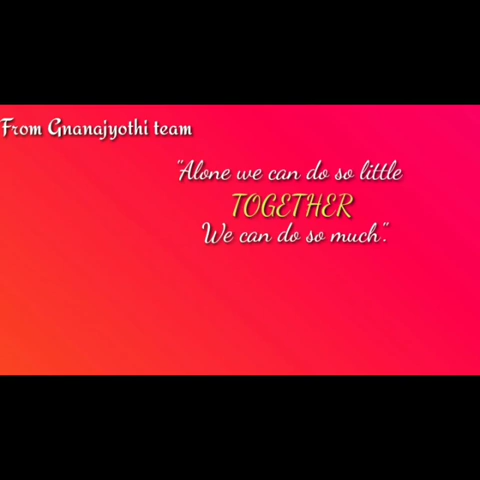 From Gnanajyothi team
"Alone we can do so little
TOGETHER
We can do so much".